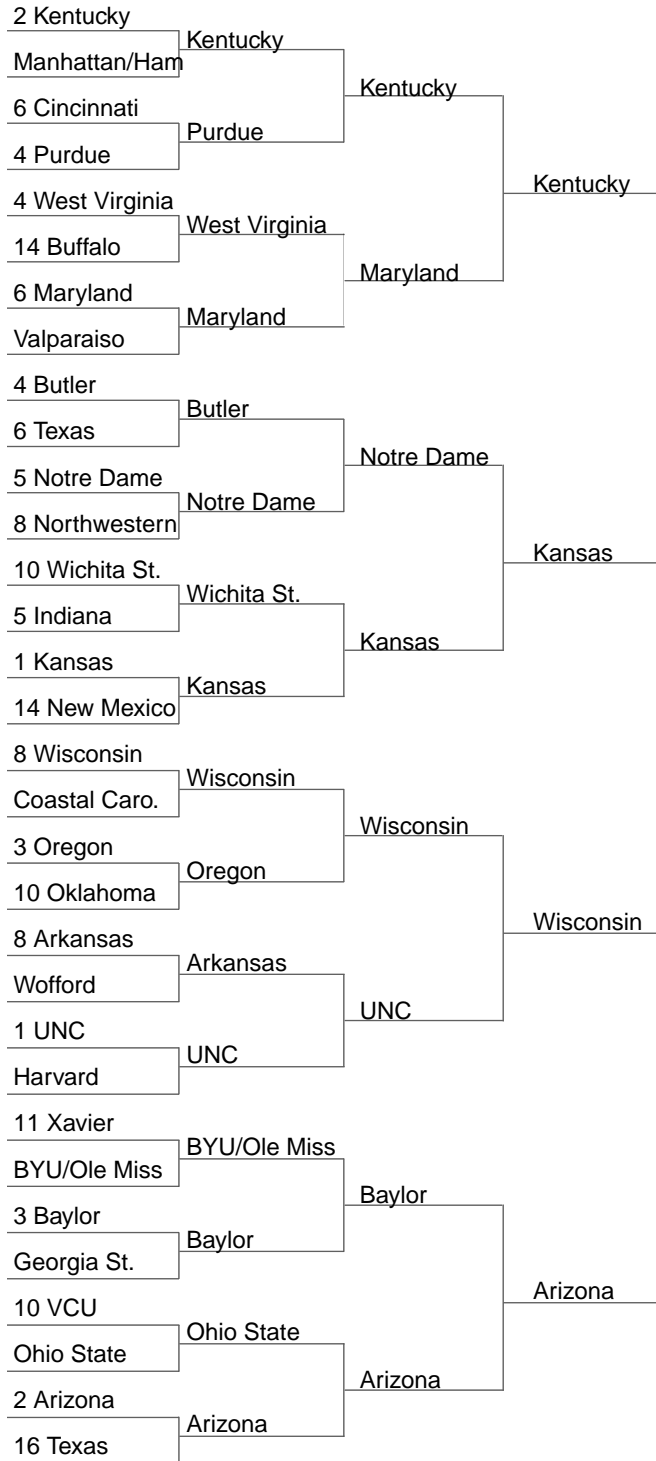 2 Kentucky
Manhattan/Ham
6 Cincinnati
4 Purdue
4 West Virginia
14 Buffalo
6 Maryland
Valparaiso
4 Butler
6 Texas
5 Notre Dame
8 Northwestern
10 Wichita St.
5 Indiana
1 Kansas
14 New Mexico
8 Wisconsin
Coastal Caro.
3 Oregon
10 Oklahoma
8 Arkansas
Wofford
1 UNC
Harvard
11 Xavier
BYU/Ole Miss
3 Baylor
Georgia St.
10 VCU
Ohio State
2 Arizona
16 Texas
Kentucky
Purdue
West Virginia
Maryland
Butler
Notre Dame
Wichita St.
Kansas
Wisconsin
Oregon
Arkansas
UNC
BYU/Ole Miss
Baylor
Ohio State
Arizona
Kentucky
Maryland
Notre Dame
Kansas
Wisconsin
UNC
Baylor
Arizona
Kentucky
Kansas
Wisconsin
Arizona